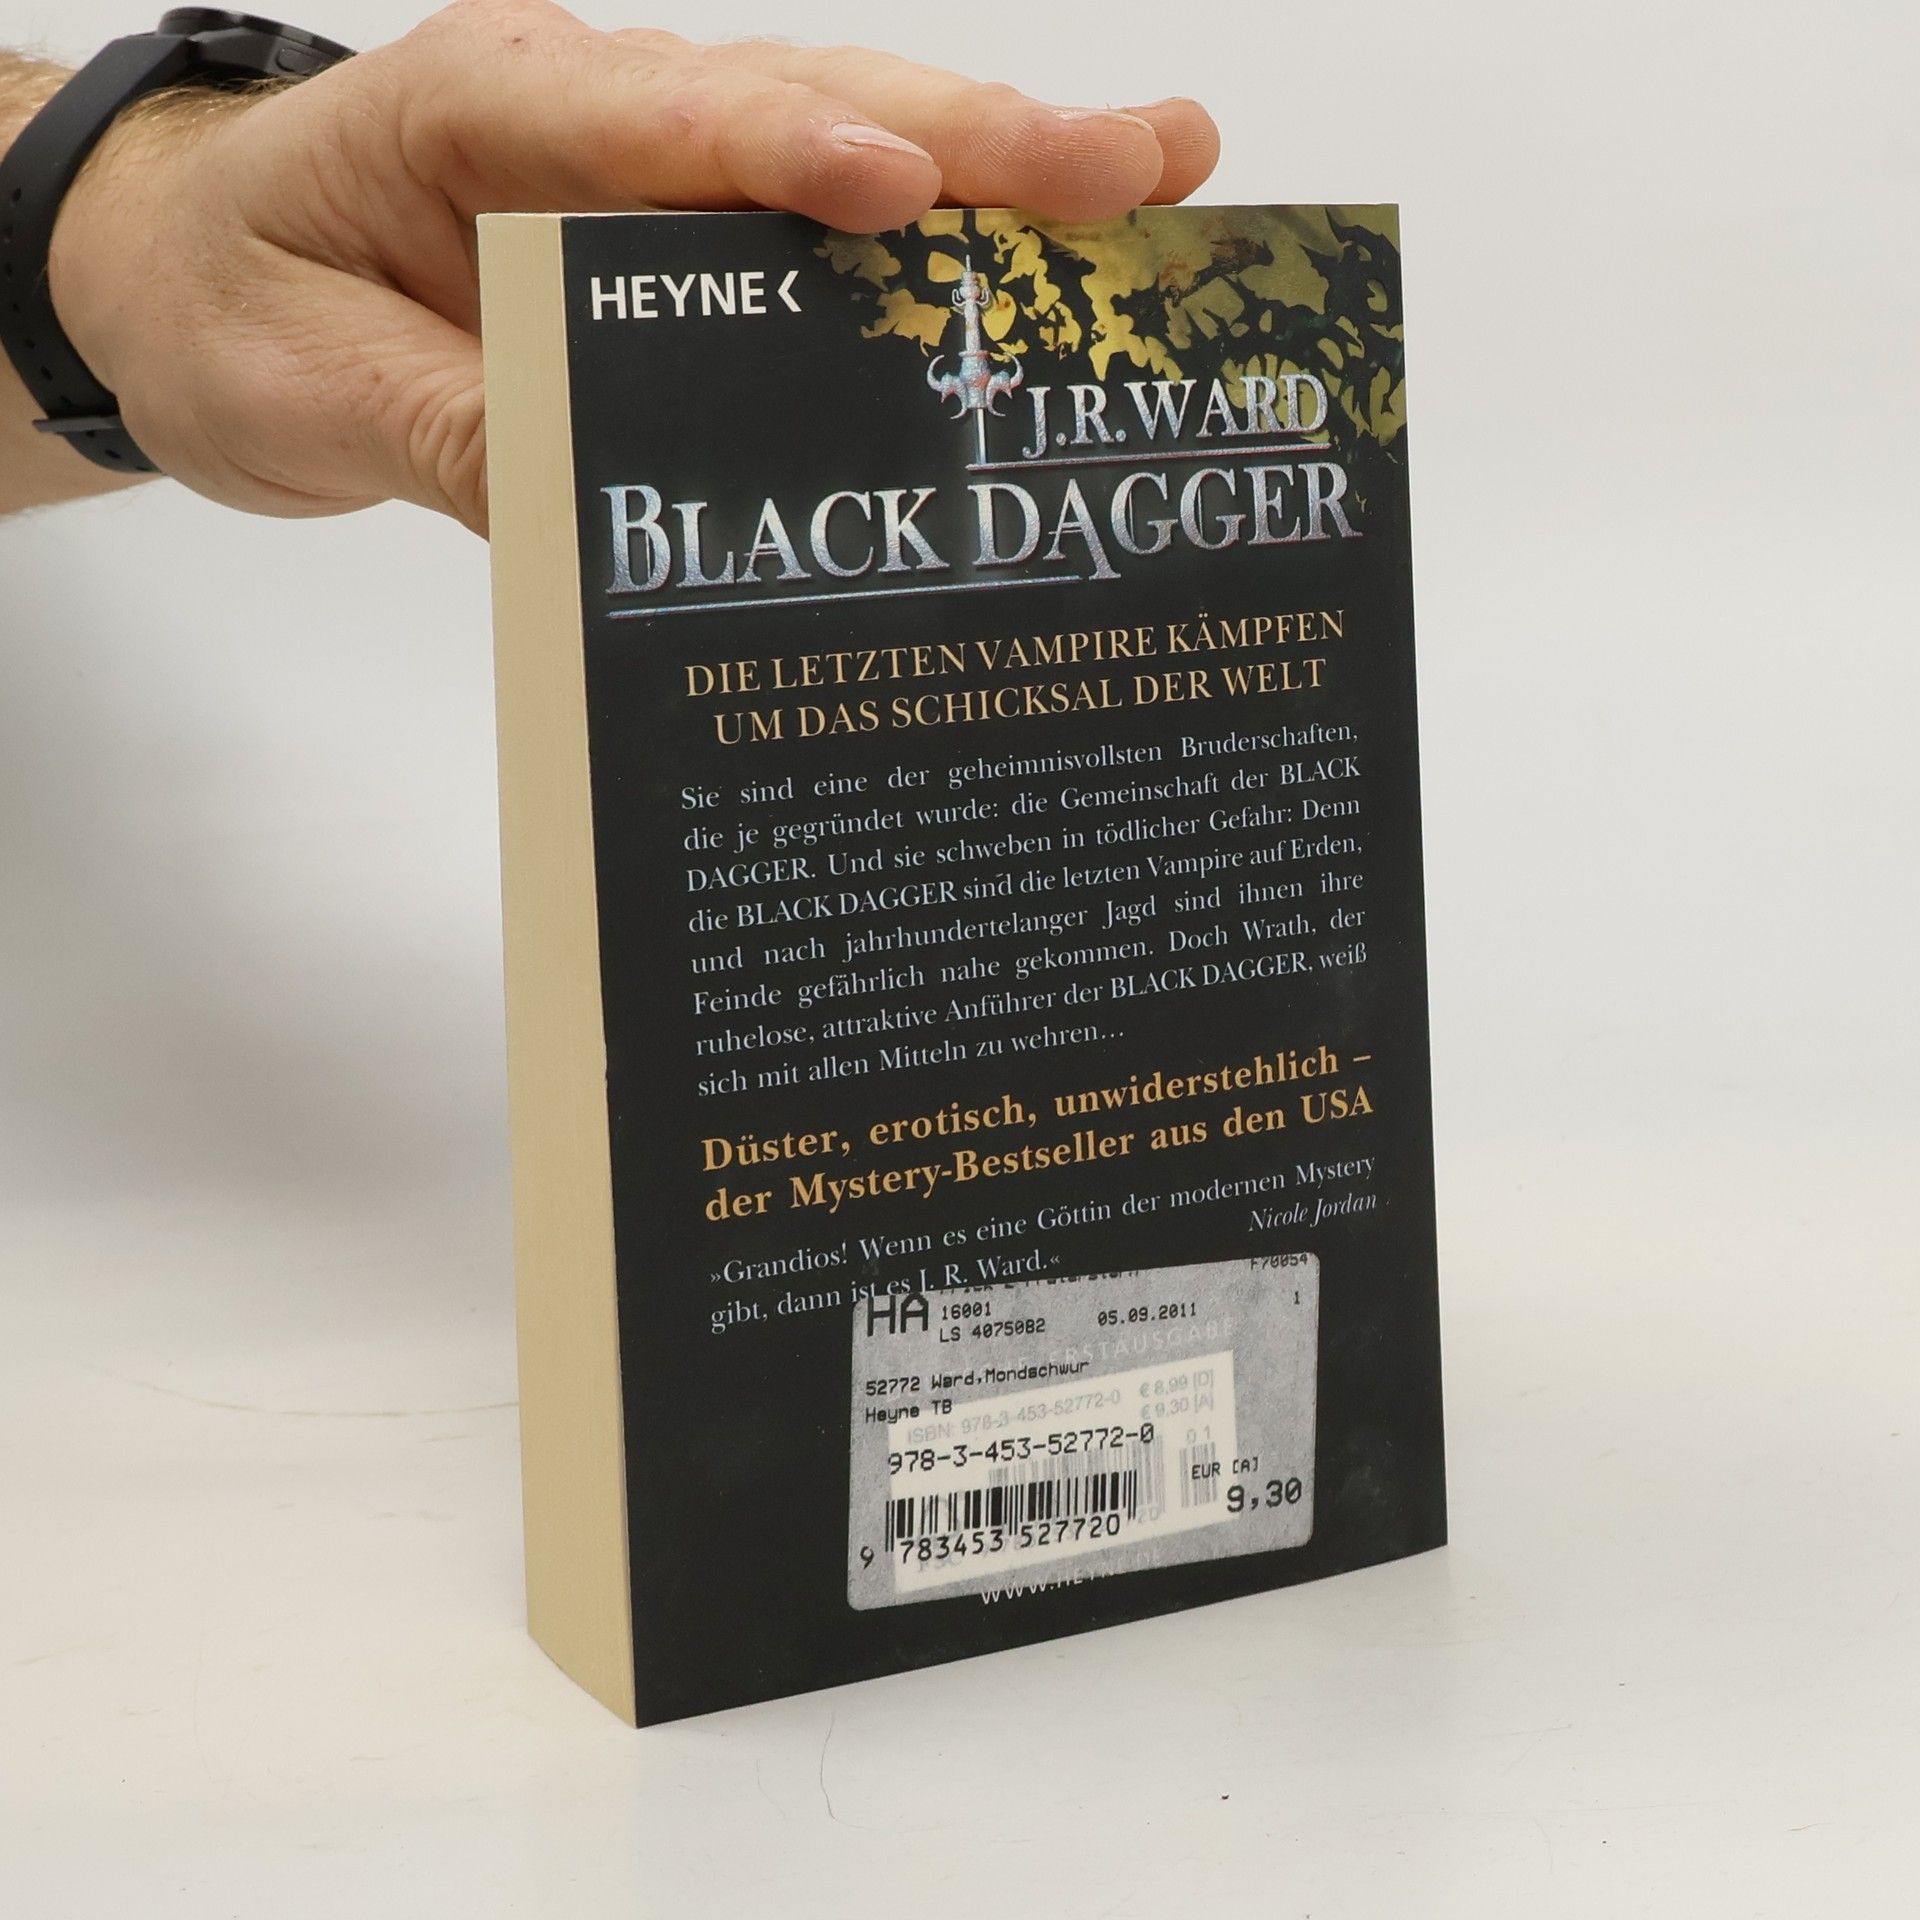 HEYNE
J.R.WARD
BLACK DAGGER
DIE LETZTEN VAMPIRE KÄMPFEN
UM DAS SCHICKSAL DER WELT
Sie sind eine der geheimnisvollsten Bruderschaften,
die je gegründet wurde: die Gemeinschaft der BLACK
DAGGER. Und sie schweben in tödlicher Gefahr: Denn
die BLACK DAGGER sind die letzten Vampire auf Erden,
und nach jahrhundertelanger Jagd sind ihnen ihre
Feinde gefährlich nahe gekommen. Doch Wrath, der
ruhelose, attraktive Anführer der BLACK DAGGER, weiß
sich mit allen Mitteln zu wehren…
Düster, erotisch, unwiderstehlich –
der Mystery-Bestseller aus den USA
»Grandios! Wenn es eine Göttin der modernen Mystery
gibt, dann ist es J. R. Ward.«
Nicole Jordan
F70054
HA 16001 1
LS 4075082 05.09.2011
ERSTAUSGABE
52772 Ward,Mondschwur
Heyne TB
ISBN: 978-3-453-52772-0 € 8,99 [D]
€ 9,30 [A]
978-3-453-52772-0 01
EUR [A]
9,30
9 783453 527720
WWW.HEYNE.DE